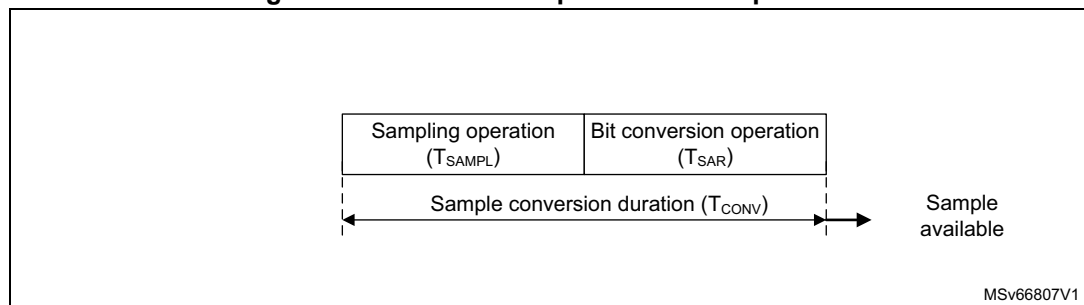 Sampling operation
(TSAMPL)
Bit conversion operation
(TSAR)
Sample conversion duration (TCONV)
Sample
available
MSv66807V1